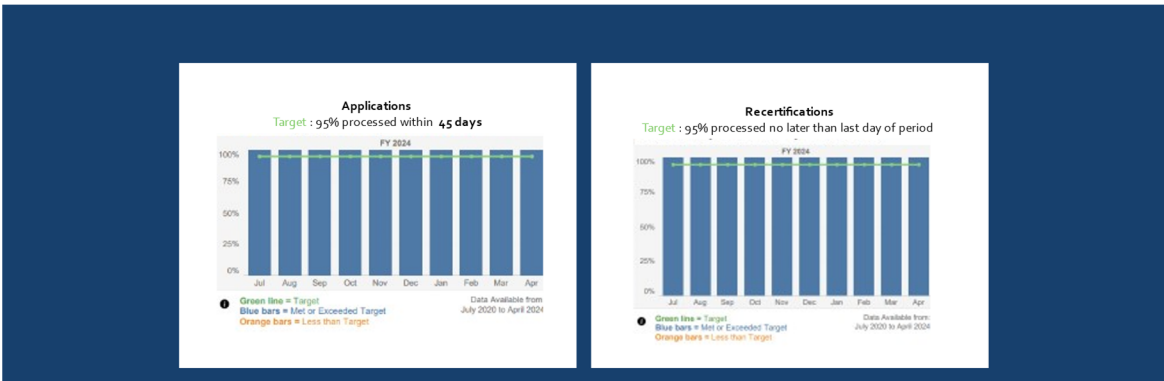 Applications
Target : 95% processed within 45 days
FY 2024
100%
75%
50%
25%
0%
Jul Aug Sep Oct Nov Dec Jan Feb Mar Apr
i
Green line = Target
Blue bars = Met or Exceeded Target
Orange bars = Less than Target
Data Available from
July 2020 to April 2024
Recertifications
Target : 95% processed no later than last day of period
FY 2024
100%
75%
50%
25%
0%
Jul Aug Sep Oct Nov Dec Jan Feb Mar Apr
i
Green line = Target
Blue bars = Met or Exceeded Target
Orange bars = Less than Target
Data Available from:
July 2020 to April 2024